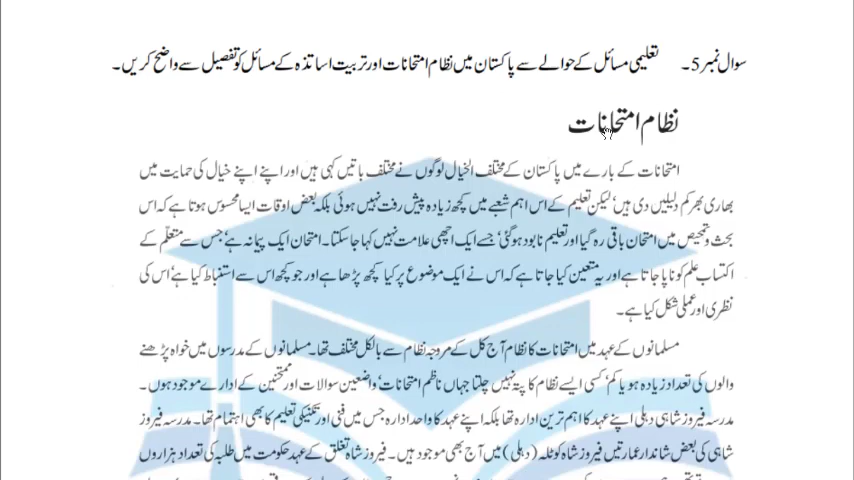 سوال نمبر 5۔ تعلیمی مسائل کے حوالے سے پاکستان میں نظام امتحانات اور تربیت اساتذہ کے مسائل کو تفصیل سے واضح کریں۔
نظام امتحانات
امتحانات کے بارے میں پاکستان کے مختلف الخیال لوگوں نے مختلف باتیں کہی ہیں اور اپنے اپنے خیال کی حمایت میں
بھاری بھرکم دلیلیں دی ہیں' لیکن تعلیم کے اس اہم شعبے میں کچھ زیادہ پیش رفت نہیں ہوئی بلکہ بعض اوقات ایسا محسوس ہوتا ہے کہ اس
بحث و تمحیص میں امتحان باقی رہ گیا اور تعلیم نابود ہو گئی' جسے ایک اچھی علامت نہیں کہا جا سکتا۔ امتحان ایک پیمانہ ہے' جس سے متعلّم کے
اکتساب علم کو ناپا جاتا ہے اور یہ متعین کیا جاتا ہے کہ اس نے ایک موضوع پر کیا کچھ پڑھا ہے اور جو کچھ اس سے استنباط کیا ہے' اس کی
نظری اور عملی شکل کیا ہے۔
مسلمانوں کے عہد میں امتحانات کا نظام آج کل کے مروجہ نظام سے بالکل مختلف تھا۔ مسلمانوں کے مدرسوں میں خواہ پڑھنے
والوں کی تعداد زیادہ ہو یا کم' کسی ایسے نظام کا پتہ نہیں چلتا جہاں ناظم امتحانات' واضعین سوالات اور ممتحنین کے ادارے موجود ہوں۔
مدرسہ فیروز شاہی دہلی اپنے عہد کا اہم ترین ادارہ تھا بلکہ اپنے عہد کا واحد ادارہ جس میں فنی اور تکنیکی تعلیم کا بھی اہتمام تھا۔ مدرسہ فیروز
شاہی کی بعض شاندار عمارتیں فیروز شاہ کوٹلہ (دہلی) میں آج بھی موجود ہیں۔ فیروز شاہ تغلق کے عہد حکومت میں طلبہ کی تعداد ہزاروں